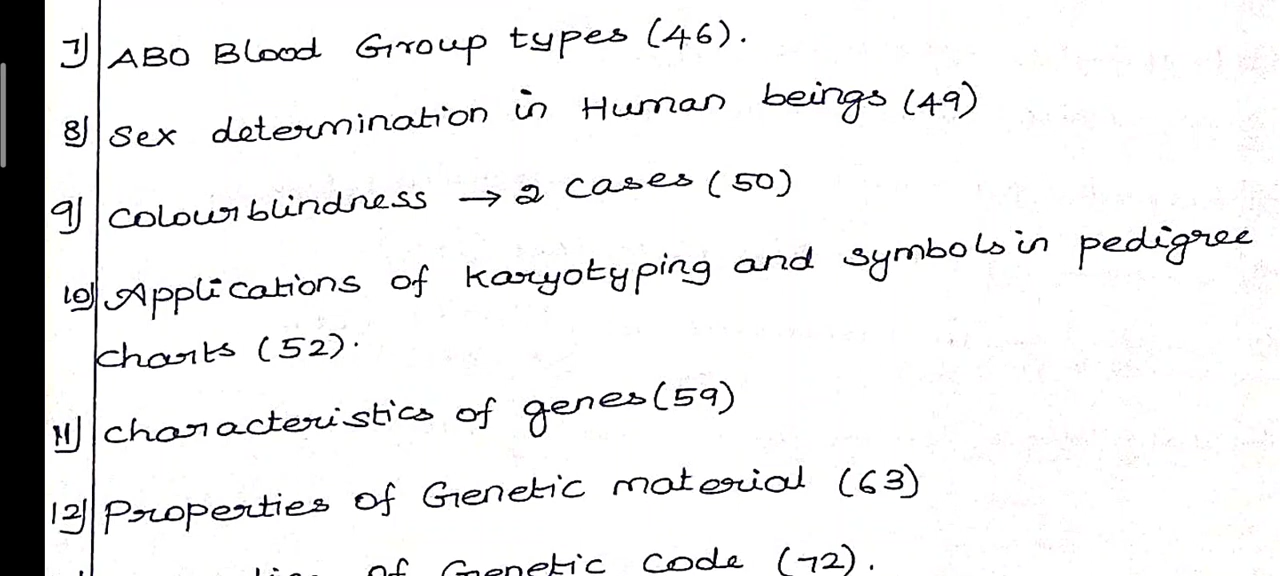 7) ABO Blood Group types (46).
8) Sex determination in Human beings (49)
9) Colourblindness → 2 cases (50)
10) Applications of Karyotyping and symbols in pedigree
charts (52).
11) characteristics of genes (59)
12) Properties of Genetic material (63)
of Genetic code (72).